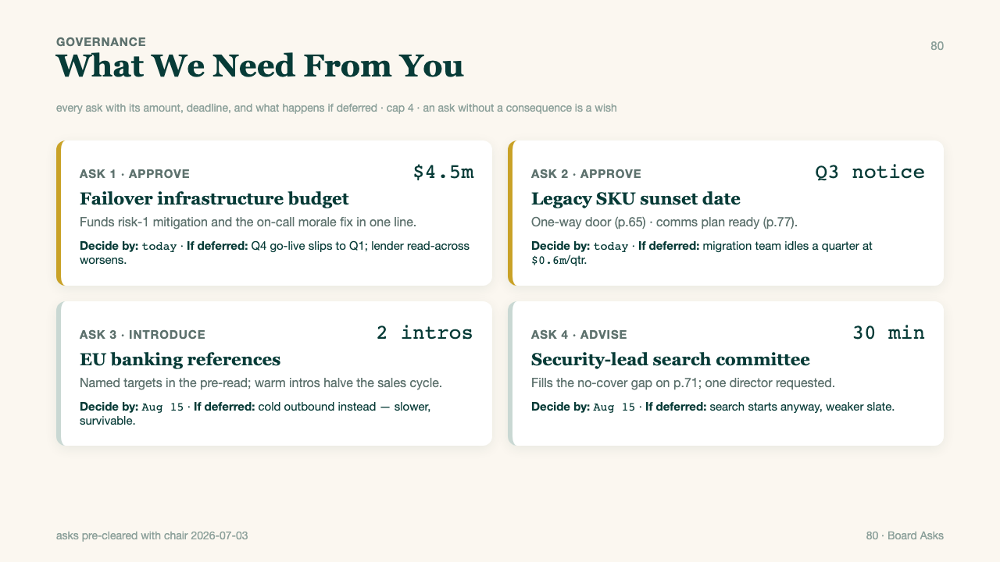 GOVERNANCE
80
What We Need From You
every ask with its amount, deadline, and what happens if deferred · cap 4 · an ask without a consequence is a wish
ASK 1 · APPROVE
$4.5m
Failover infrastructure budget
Funds risk-1 mitigation and the on-call morale fix in one line.
Decide by: today · If deferred: Q4 go-live slips to Q1; lender read-across
worsens.
ASK 2 · APPROVE
Q3 notice
Legacy SKU sunset date
One-way door (p.65) · comms plan ready (p.77).
Decide by: today · If deferred: migration team idles a quarter at
$0.6m/qtr.
ASK 3 · INTRODUCE
2 intros
EU banking references
Named targets in the pre-read; warm intros halve the sales cycle.
Decide by: Aug 15 · If deferred: cold outbound instead — slower,
survivable.
ASK 4 · ADVISE
30 min
Security-lead search committee
Fills the no-cover gap on p.71; one director requested.
Decide by: Aug 15 · If deferred: search starts anyway, weaker slate.
asks pre-cleared with chair 2026-07-03
80 · Board Asks